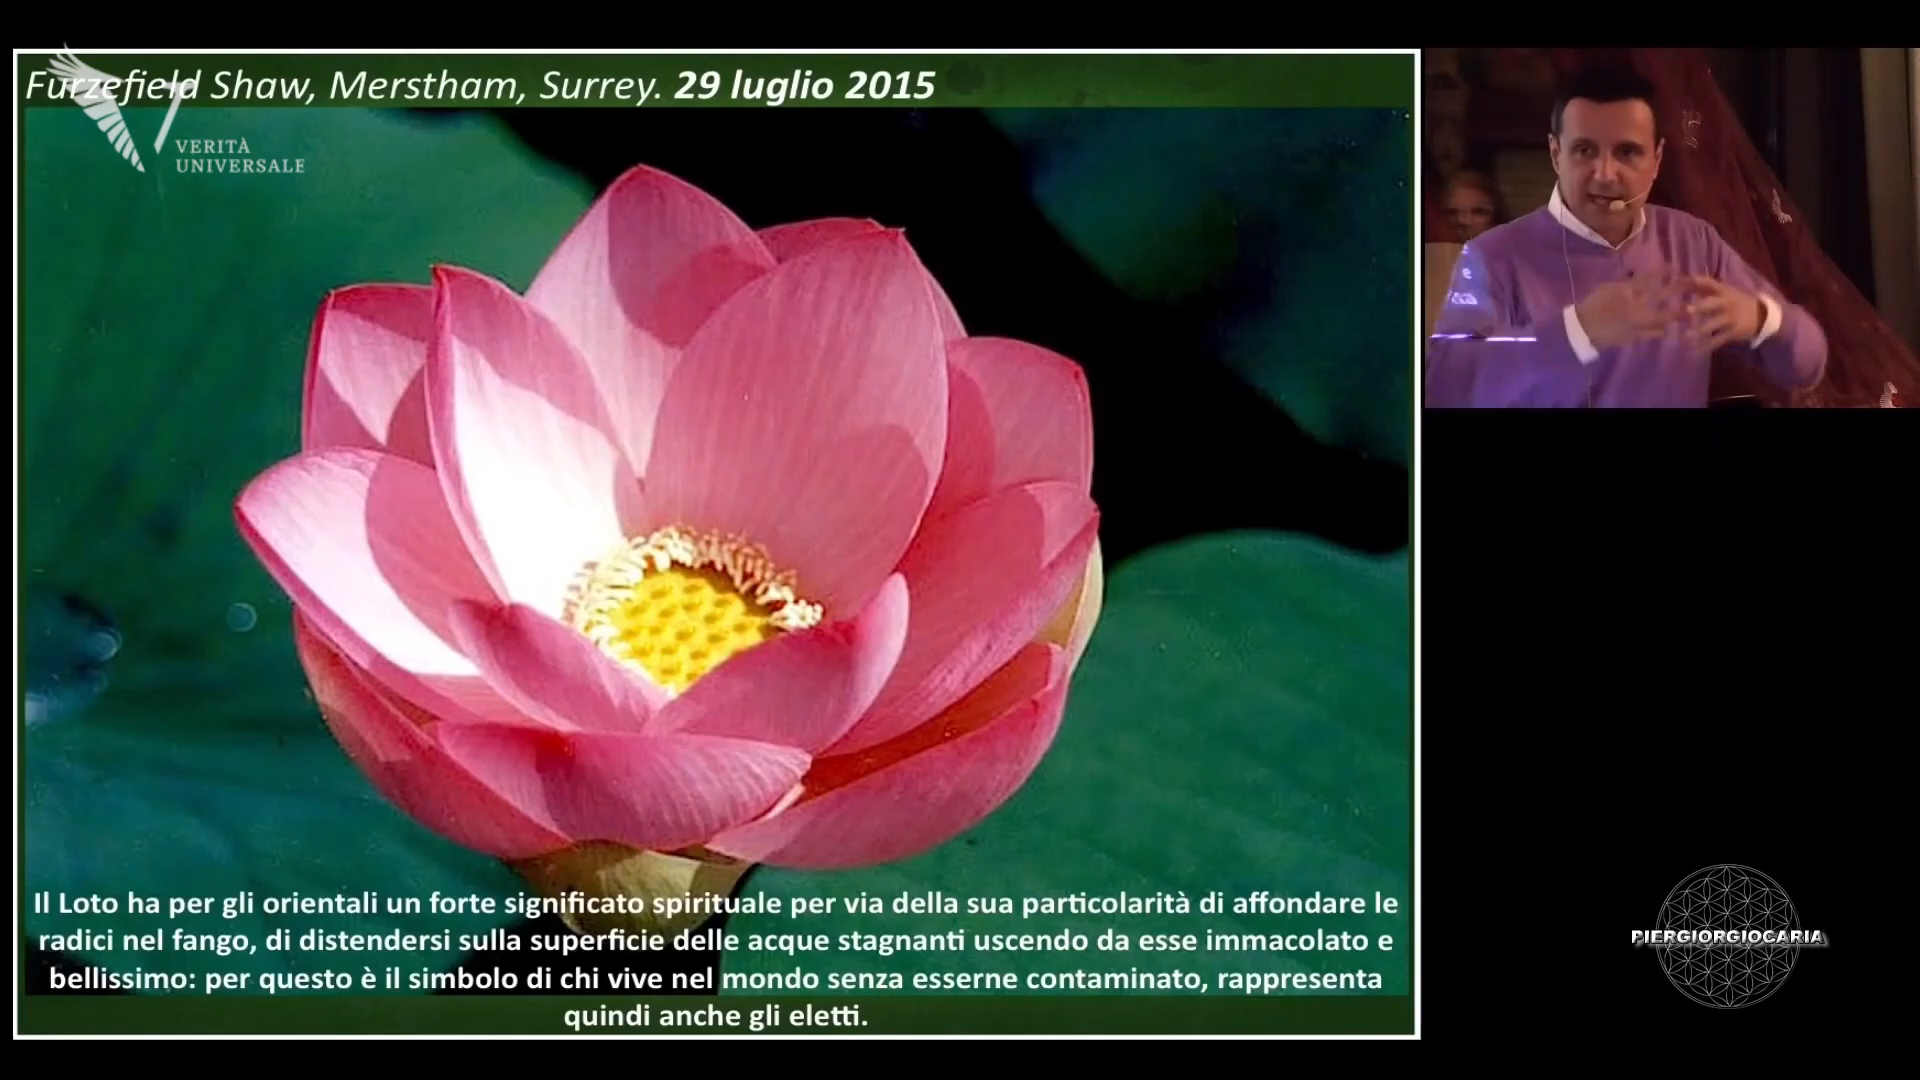 Furzefield Shaw, Merstham, Surrey. 29 luglio 2015
VERITÀ
UNIVERSALE
Il Loto ha per gli orientali un forte significato spirituale per via della sua particolarità di affondare le
radici nel fango, di distendersi sulla superficie delle acque stagnanti uscendo da esse immacolato e
bellissimo: per questo è il simbolo di chi vive nel mondo senza esserne contaminato, rappresenta
quindi anche gli eletti.
PIERGIORGIOCARIA